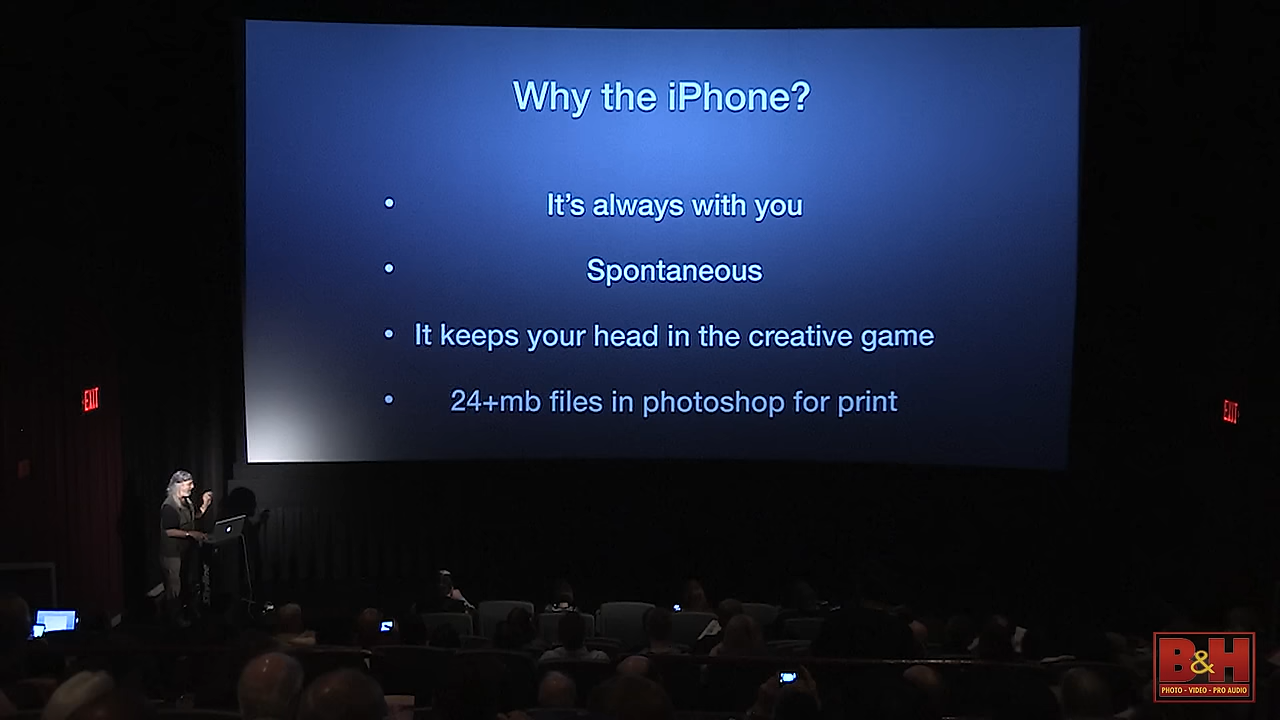 Why the iPhone?
• It's always with you
• Spontaneous
• It keeps your head in the creative game
• 24+mb files in photoshop for print
EXIT
EXIT
B&H
PHOTO - VIDEO - PRO AUDIO